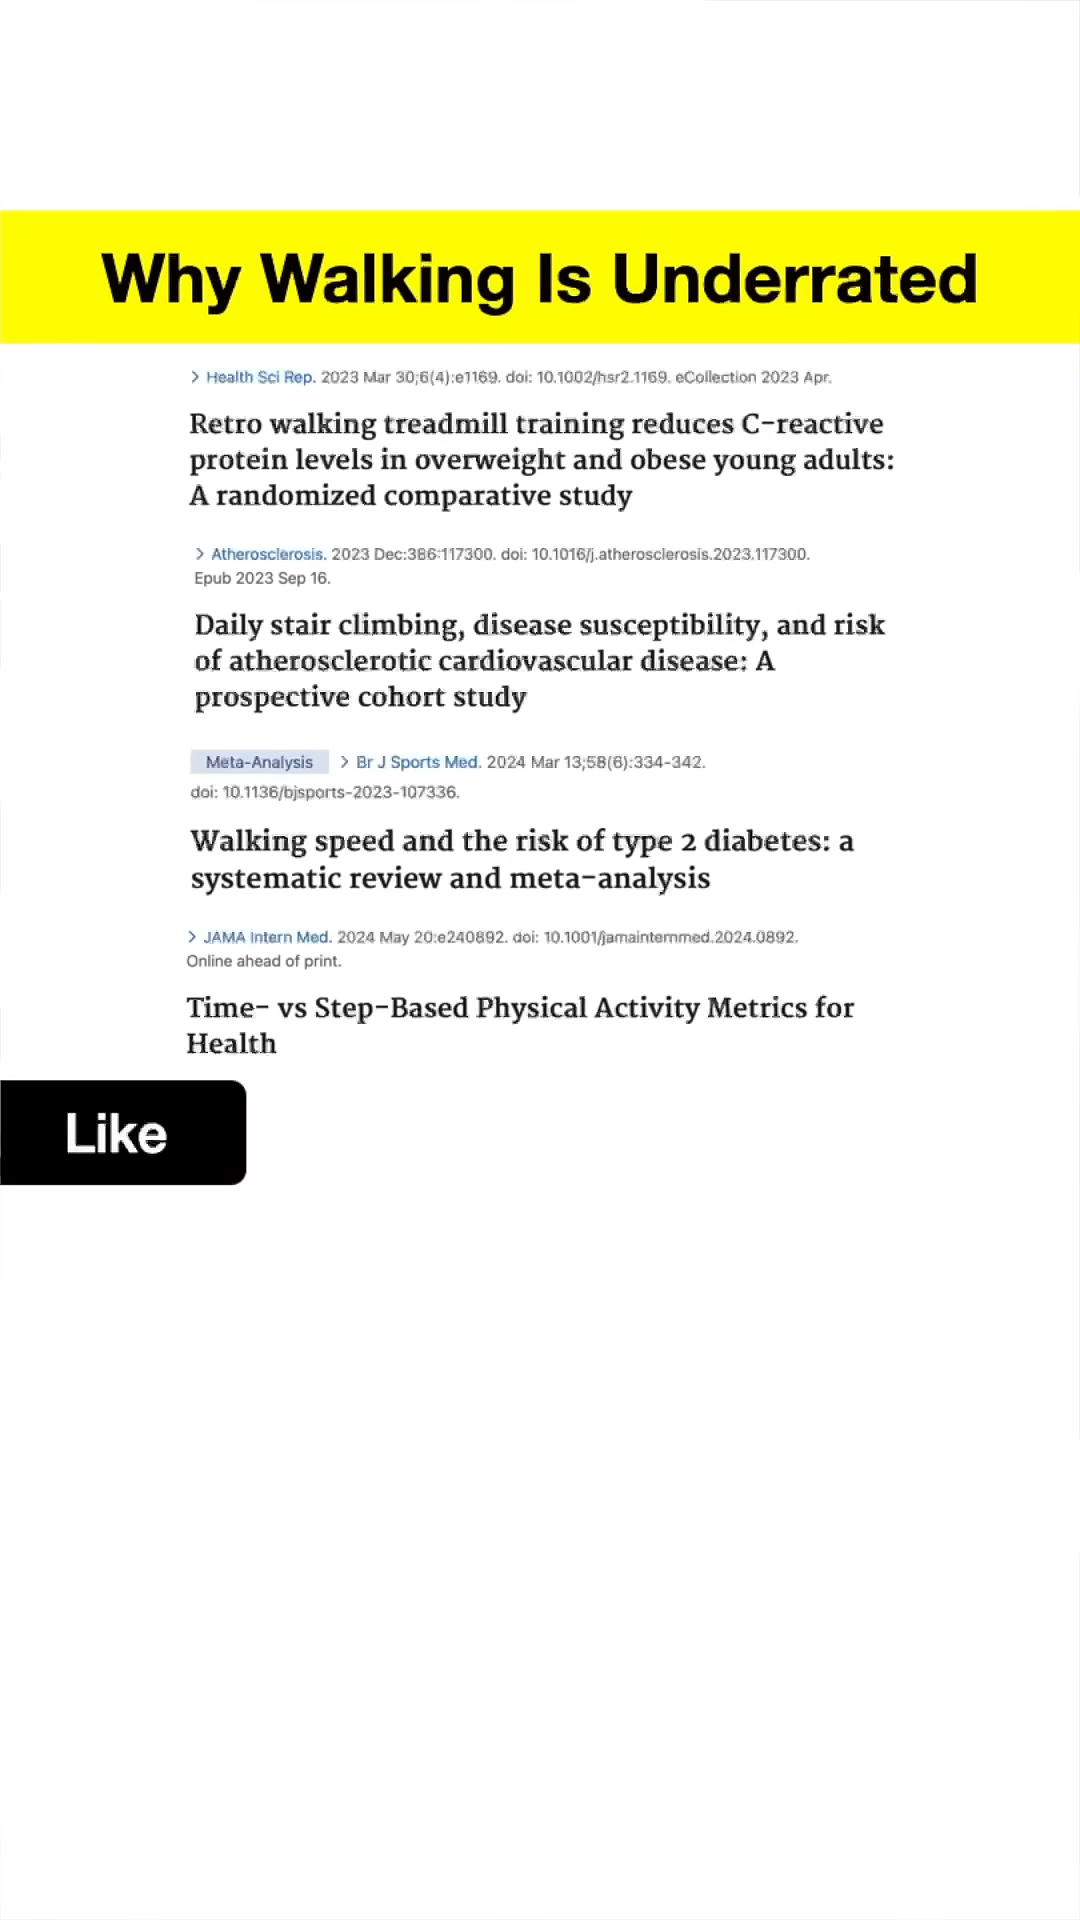 Why Walking Is Underrated
> Health Sci Rep. 2023 Mar 30;6(4):e1169. doi: 10.1002/hsr2.1169. eCollection 2023 Apr.
Retro walking treadmill training reduces C-reactive
protein levels in overweight and obese young adults:
A randomized comparative study
> Atherosclerosis. 2023 Dec:386:117300. doi: 10.1016/j.atherosclerosis.2023.117300.
Epub 2023 Sep 16.
Daily stair climbing, disease susceptibility, and risk
of atherosclerotic cardiovascular disease: A
prospective cohort study
Meta-Analysis > Br J Sports Med. 2024 Mar 13;58(6):334-342.
doi: 10.1136/bjsports-2023-107336.
Walking speed and the risk of type 2 diabetes: a
systematic review and meta-analysis
> JAMA Intern Med. 2024 May 20:e240892. doi: 10.1001/jamainternmed.2024.0892.
Online ahead of print.
Time- vs Step-Based Physical Activity Metrics for
Health
Like